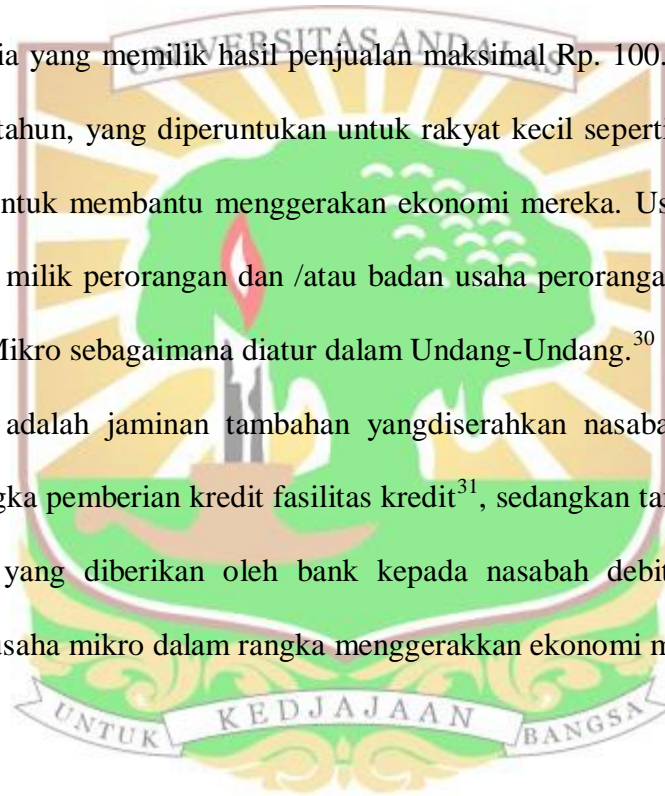 UNIVERSITAS ANDALAS
ia yang memilik hasil penjualan maksimal Rp. 100.
tahun, yang diperuntukan untuk rakyat kecil seperti
ntuk membantu menggerakan ekonomi mereka. Us
milik perorangan dan /atau badan usaha peroranga
Mikro sebagaimana diatur dalam Undang-Undang.30
adalah jaminan tambahan yangdiserahkan nasaba
gka pemberian kredit fasilitas kredit31, sedangkan ta
yang diberikan oleh bank kepada nasabah debit
usaha mikro dalam rangka menggerakkan ekonomi m
UNTUK KEDJAJAAN BANGSA